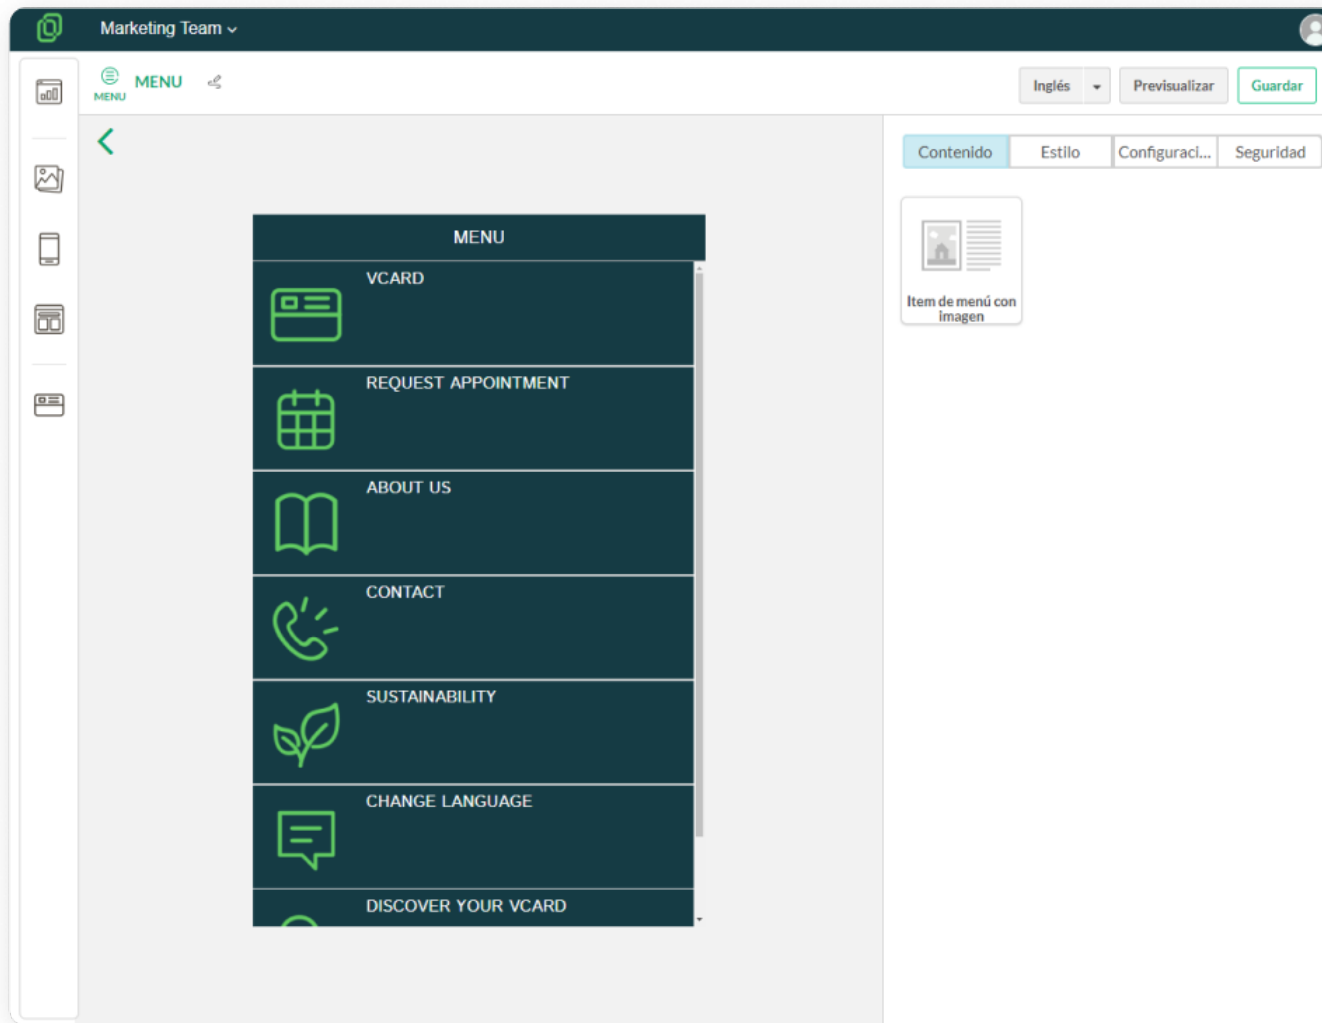 Marketing Team
MENU
MENU
Inglés
Previsualizar
Guardar
Contenido
Estilo
Configuraci...
Seguridad
Item de menú con
imagen
MENU
VCARD
REQUEST APPOINTMENT
ABOUT US
CONTACT
SUSTAINABILITY
CHANGE LANGUAGE
DISCOVER YOUR VCARD